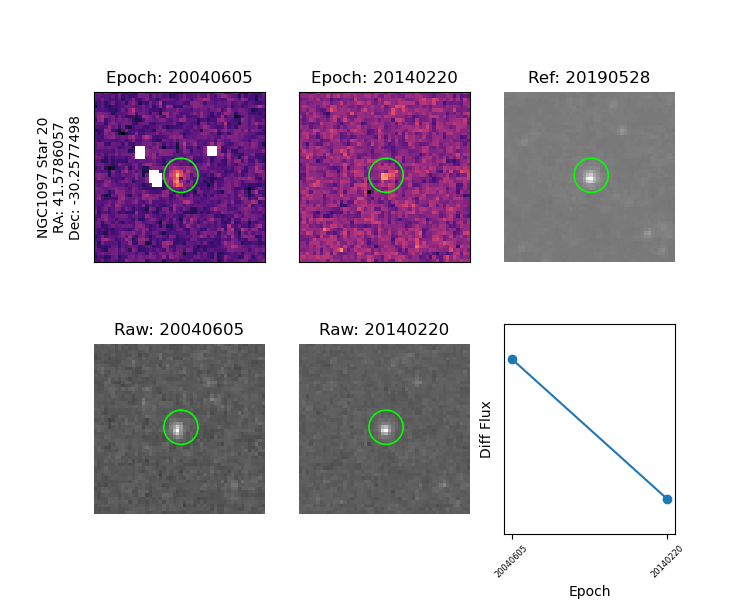 NGC1097 Star 20
RA: 41.5786057
Dec: -30.2577498
Epoch: 20040605
Epoch: 20140220
Ref: 20190528
Raw: 20040605
Raw: 20140220
Diff Flux
20040605
20140220
Epoch